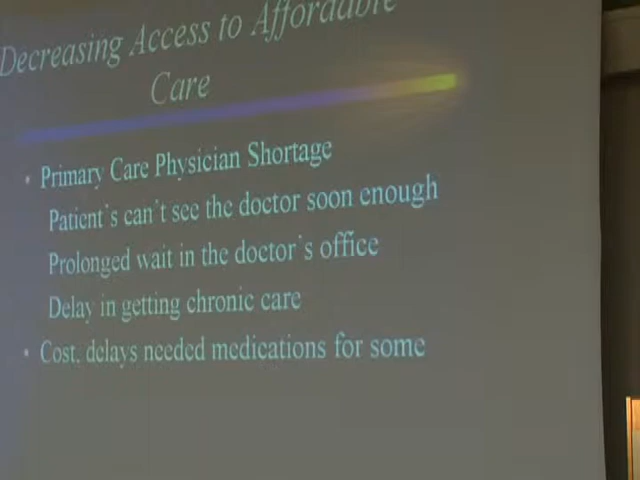 Decreasing Access to Affordable
Care
• Primary Care Physician Shortage
Patient's can't see the doctor soon enough
Prolonged wait in the doctor's office
Delay in getting chronic care
• Cost, delays needed medications for some